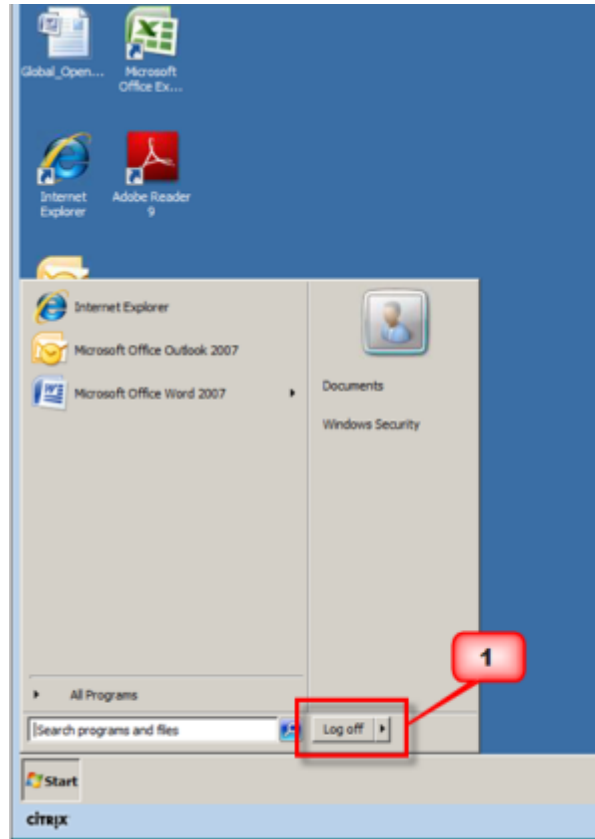 Global_Open...
Microsoft
Office Ex...
Internet
Explorer
Adobe Reader
9
Internet Explorer
Microsoft Office Outlook 2007
Microsoft Office Word 2007
Documents
Windows Security
1
All Programs
Search programs and files
Log off
Start
CITRIX